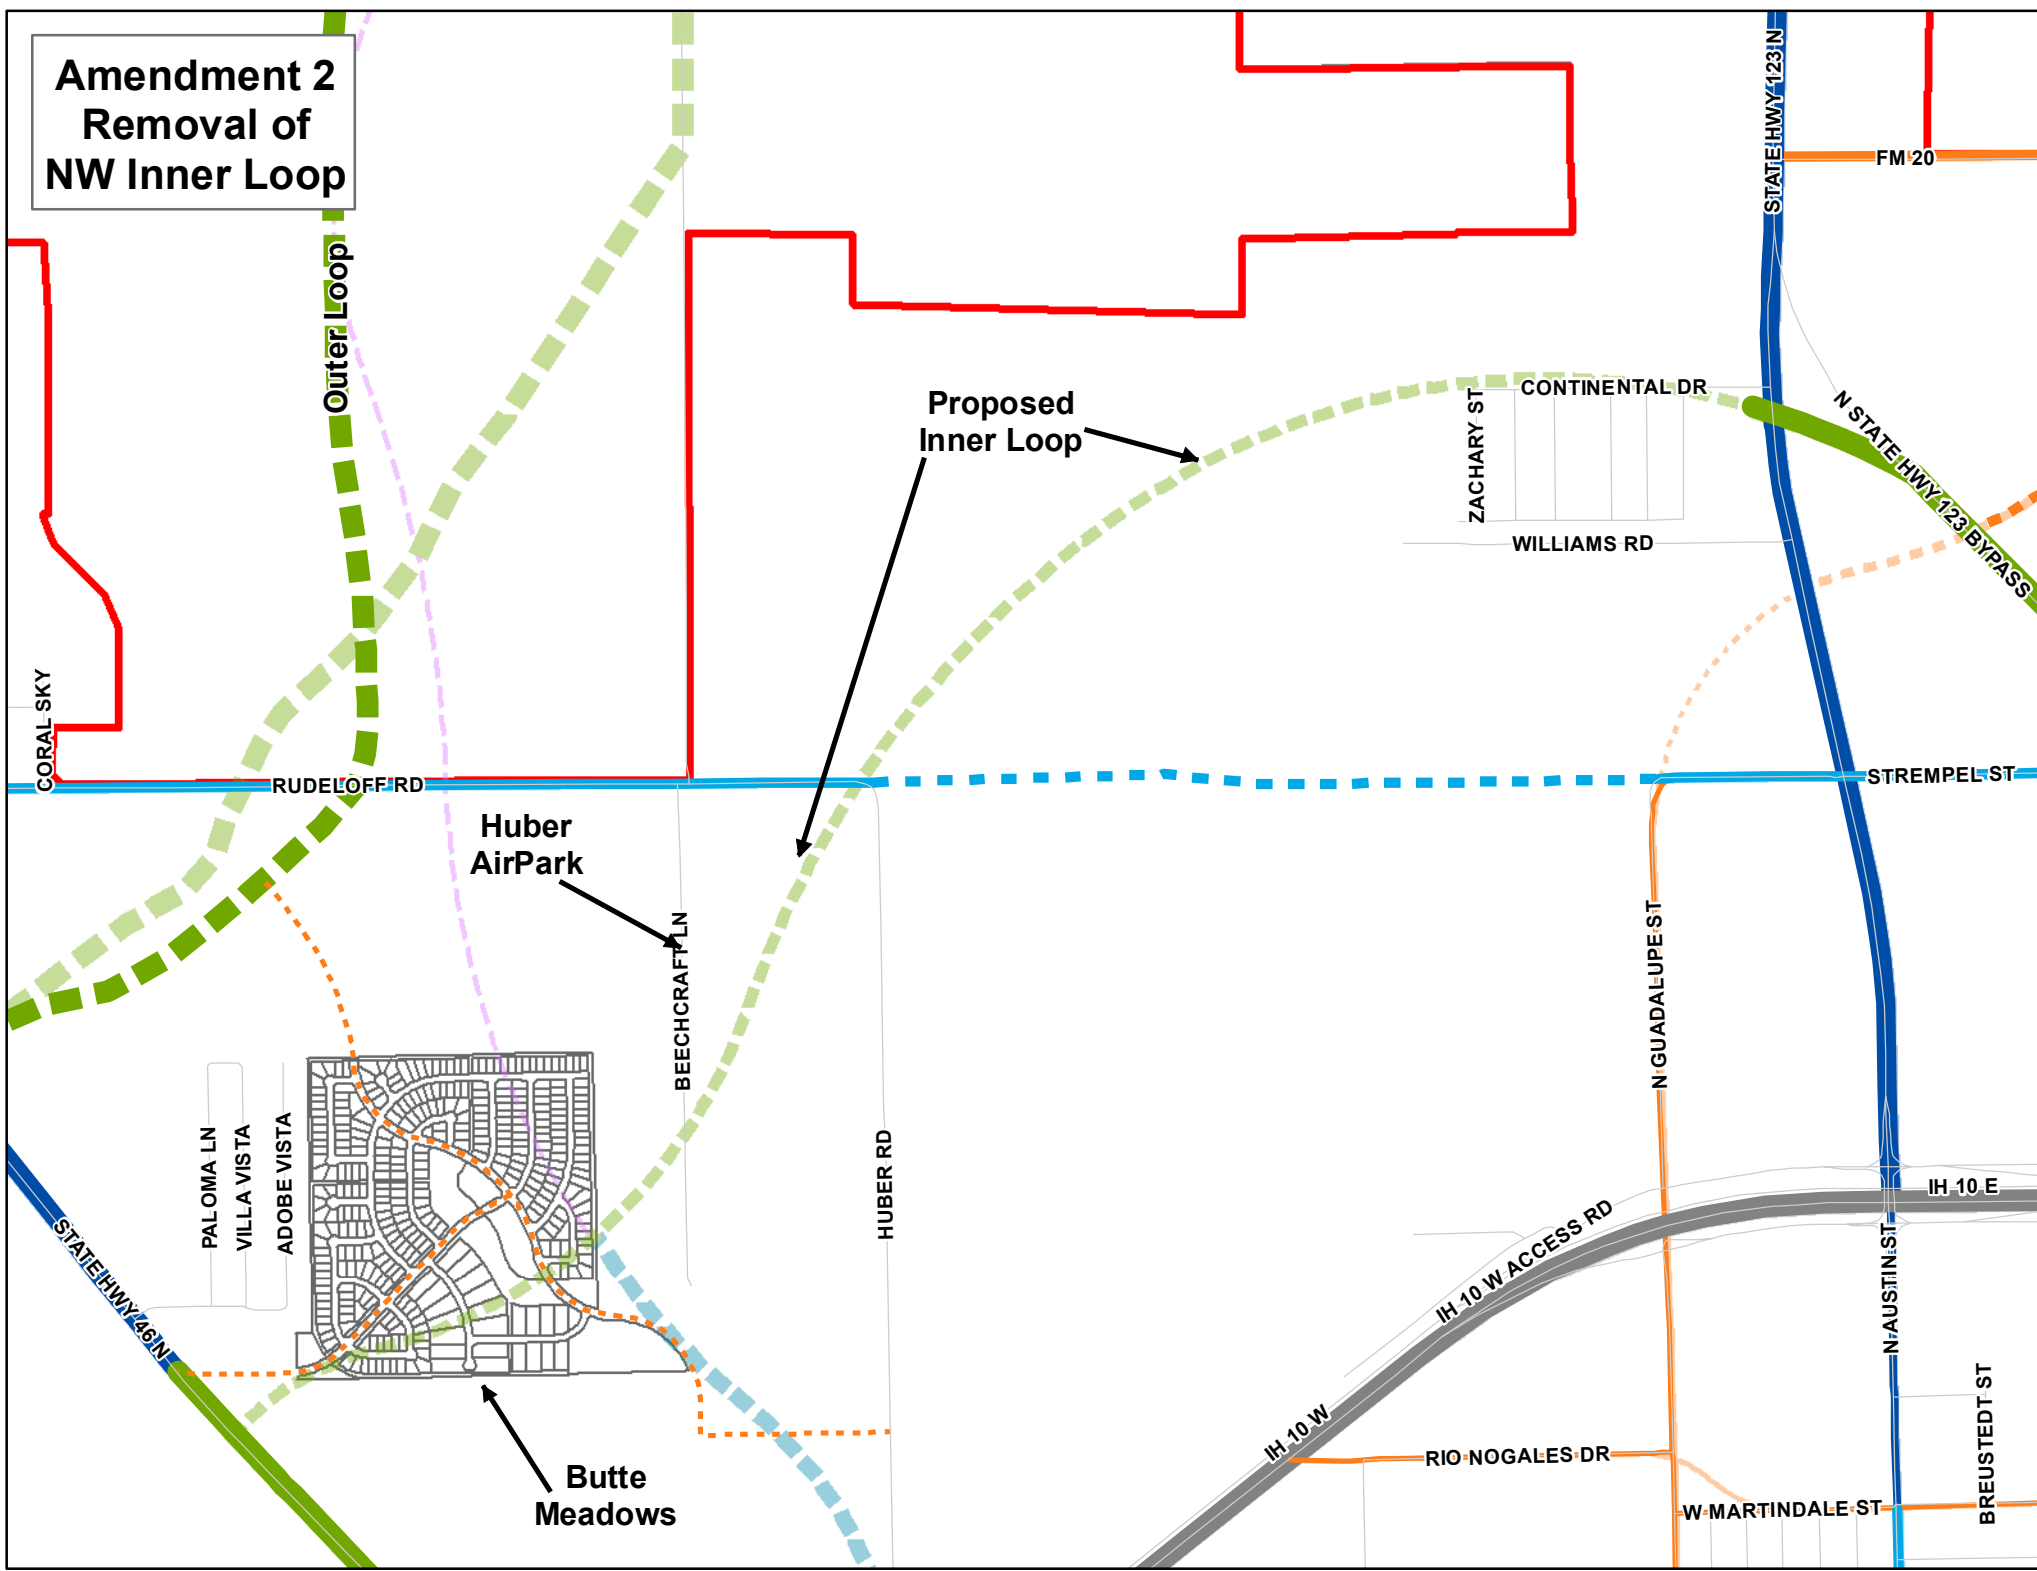 Amendment 2
Removal of
NW Inner Loop
Outer Loop
STATE HWY 123 N
FM 20
Proposed
Inner Loop
CONTINENTAL DR
ZACHARY ST
N STATE HWY 123 BYPASS
WILLIAMS RD
CORAL SKY
RUDELOFF RD
STREMPEL ST
Huber
AirPark
BEECHCRAFT LN
N GUADALUPE ST
PALOMA LN
VILLA VISTA
ADOBE VISTA
HUBER RD
STATE HWY 46 N
IH 10 E
IH 10 W ACCESS RD
N AUSTIN ST
IH 10 W
RIO NOGALES DR
BREUSTEDT ST
Butte
Meadows
W MARTINDALE ST